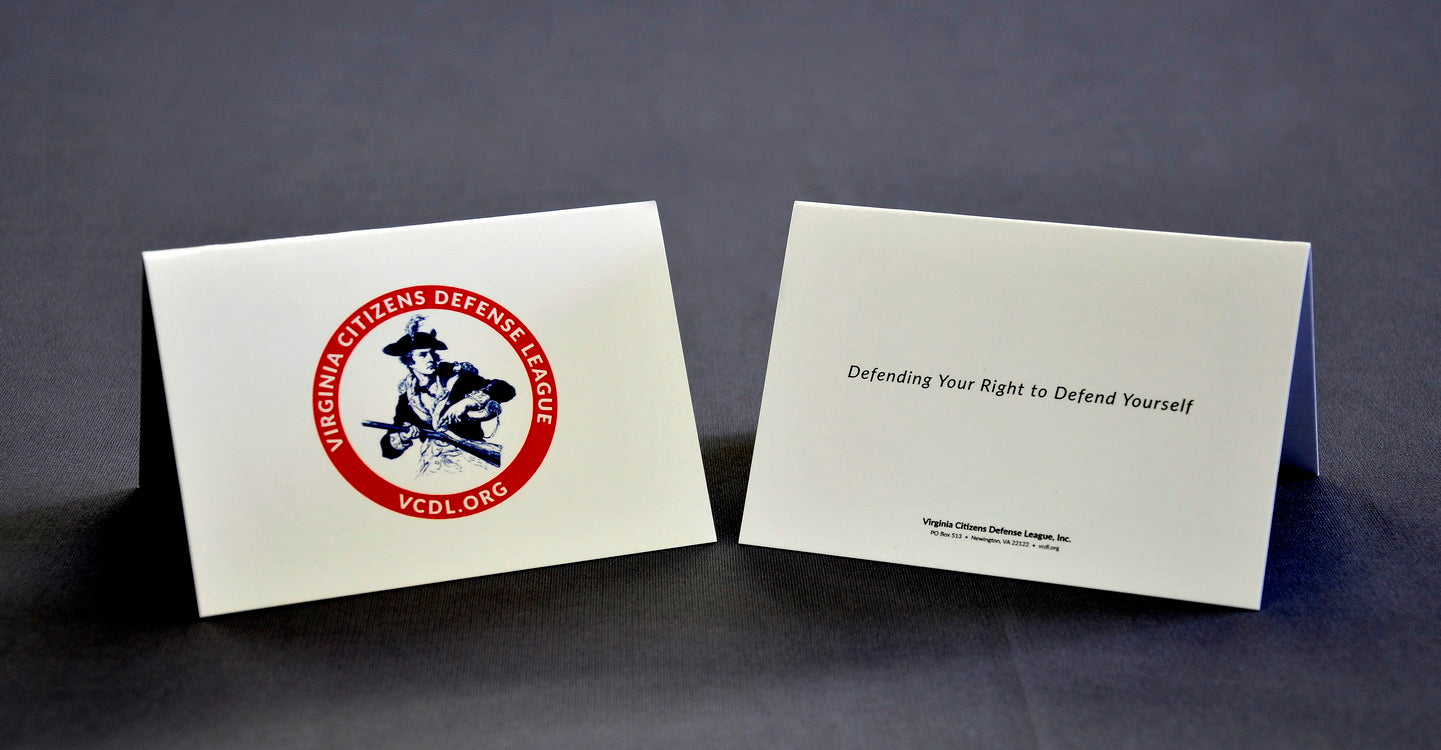 VIRGINIA CITIZENS DEFENSE LEAGUE
VCDL.ORG
Defending Your Right to Defend Yourself
Virginia Citizens Defense League, Inc.
PO Box 513 • Newington, VA 22122 • vcdl.org